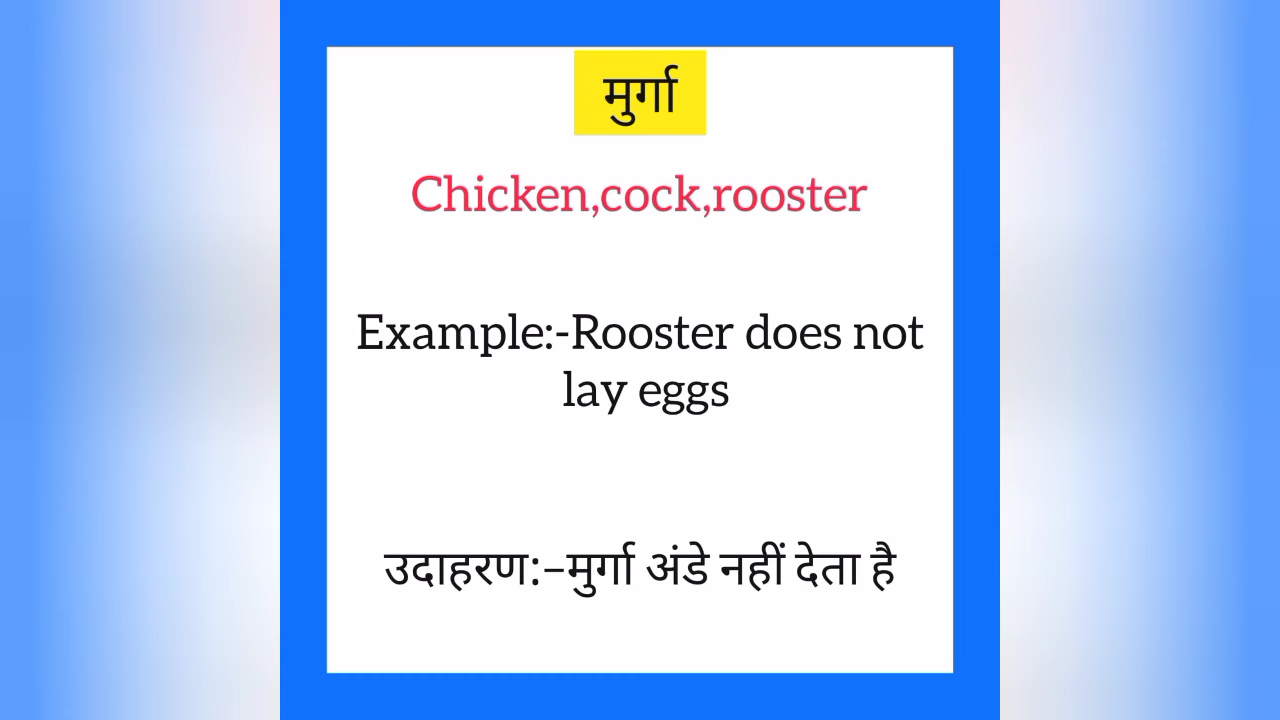 मुर्गा
Chicken,cock,rooster
Example:-Rooster does not
lay eggs
उदाहरण:–मुर्गा अंडे नहीं देता है